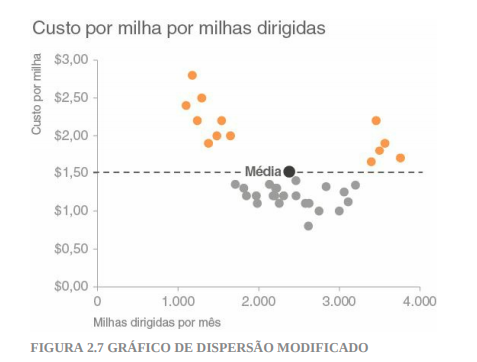 Custo por milha por milhas dirigidas
Custo por milha
$3,00
$2,50
$2,00
$1,50
$1,00
$0,50
$0,00
Média
0 1.000 2.000 3.000 4.000
Milhas dirigidas por mês
FIGURA 2.7 GRÁFICO DE DISPERSÃO MODIFICADO